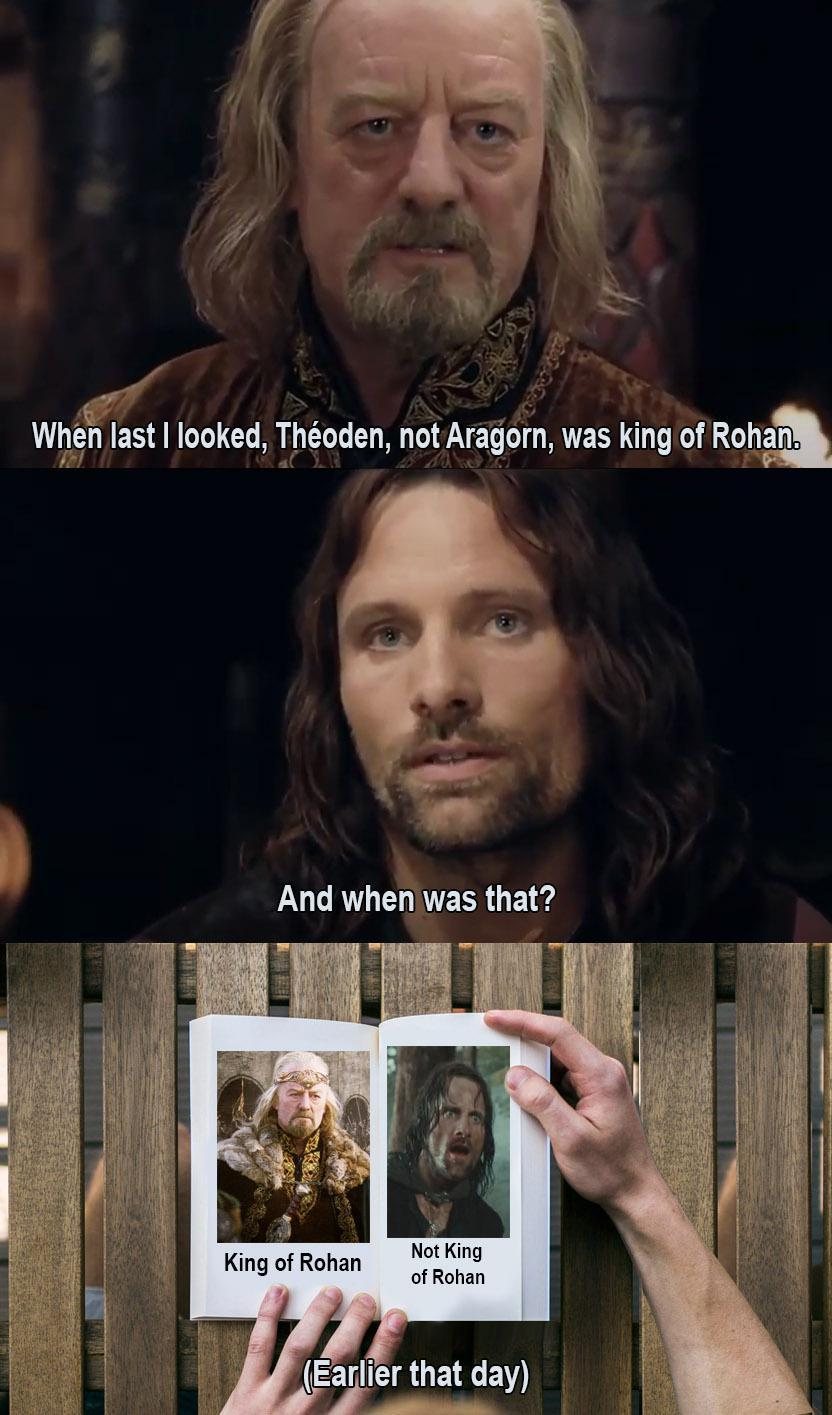 When last I looked, Théoden, not Aragorn, was king of Rohan.
And when was that?
King of Rohan
Not King
of Rohan
(Earlier that day)